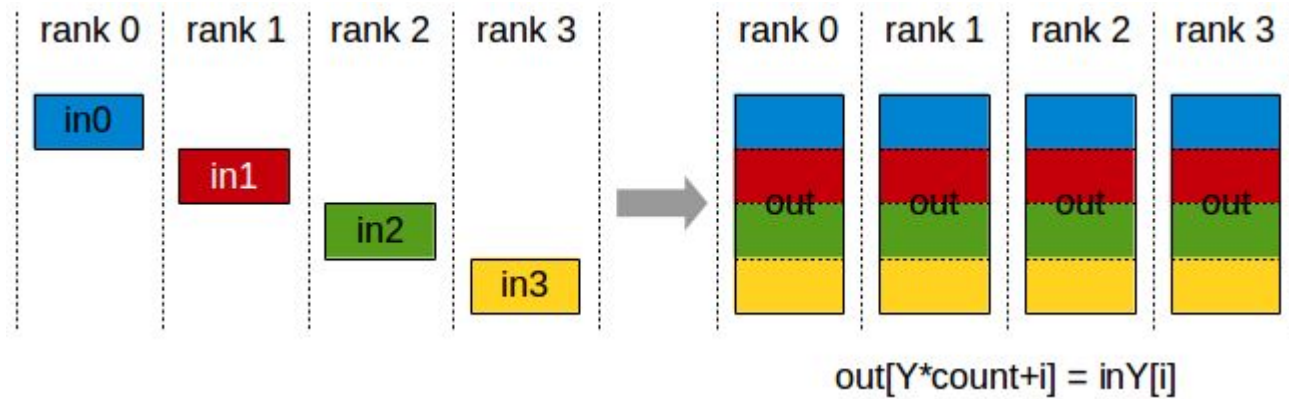 rank 0 rank 1 rank 2 rank 3 rank 0 rank 1 rank 2 rank 3
in0
in1
out out out out
in2
in3
out[Y*count+i] = inY[i]